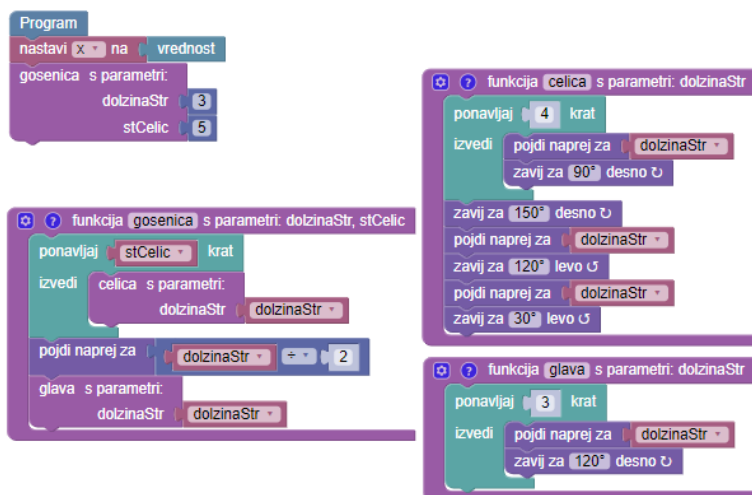 Program
nastavi x na vrednost
gosenica s parametri:
dolzinaStr 3
stCelic 5
? funkcija gosenica s parametri: dolzinaStr, stCelic
ponavljaj stCelic krat
izvedi celica s parametri:
dolzinaStr dolzinaStr
pojdi naprej za dolzinaStr ÷ 2
glava s parametri:
dolzinaStr dolzinaStr
? funkcija celica s parametri: dolzinaStr
ponavljaj 4 krat
izvedi pojdi naprej za dolzinaStr
zavij za 90° desno ↻
zavij za 150° desno ↻
pojdi naprej za dolzinaStr
zavij za 120° levo ↺
pojdi naprej za dolzinaStr
zavij za 30° levo ↺
? funkcija glava s parametri: dolzinaStr
ponavljaj 3 krat
izvedi pojdi naprej za dolzinaStr
zavij za 120° desno ↻